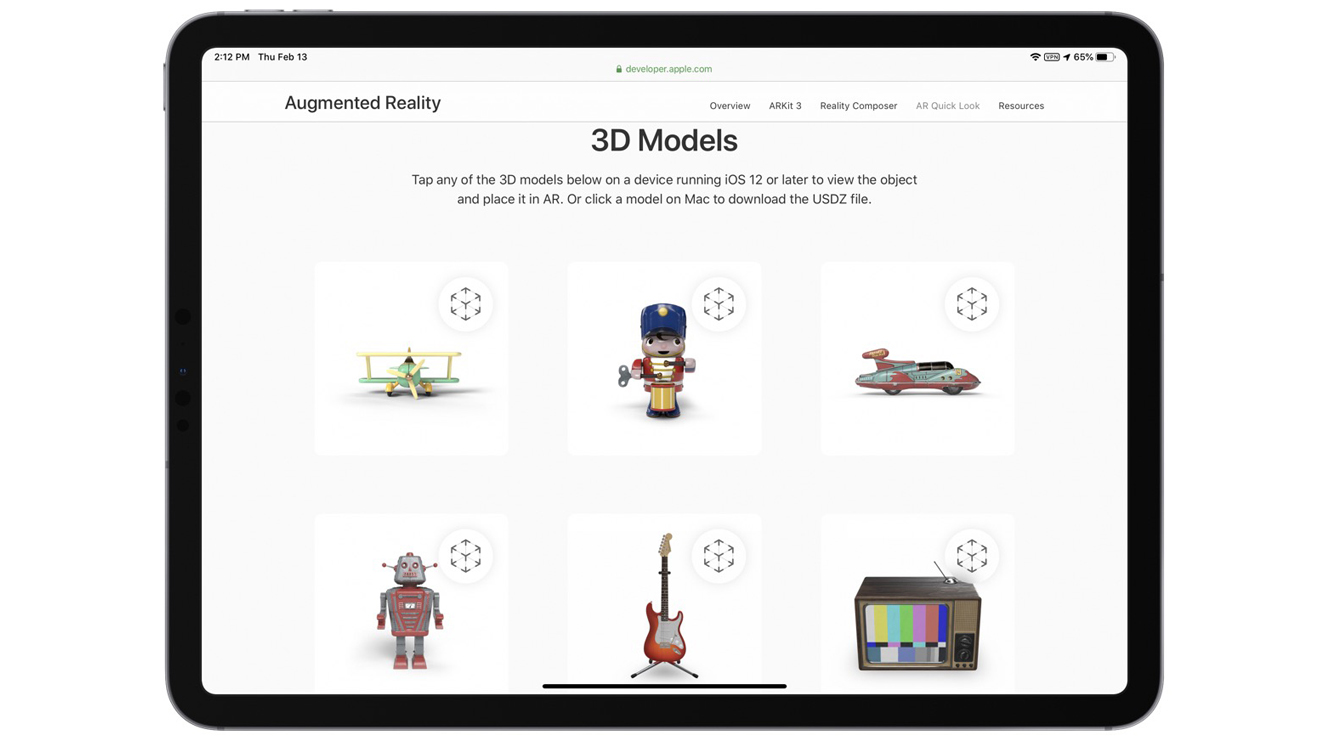 2:12 PM Thu Feb 13
VPN 65%
developer.apple.com
Augmented Reality
Overview ARKit 3 Reality Composer AR Quick Look Resources
3D Models
Tap any of the 3D models below on a device running iOS 12 or later to view the object
and place it in AR. Or click a model on Mac to download the USDZ file.